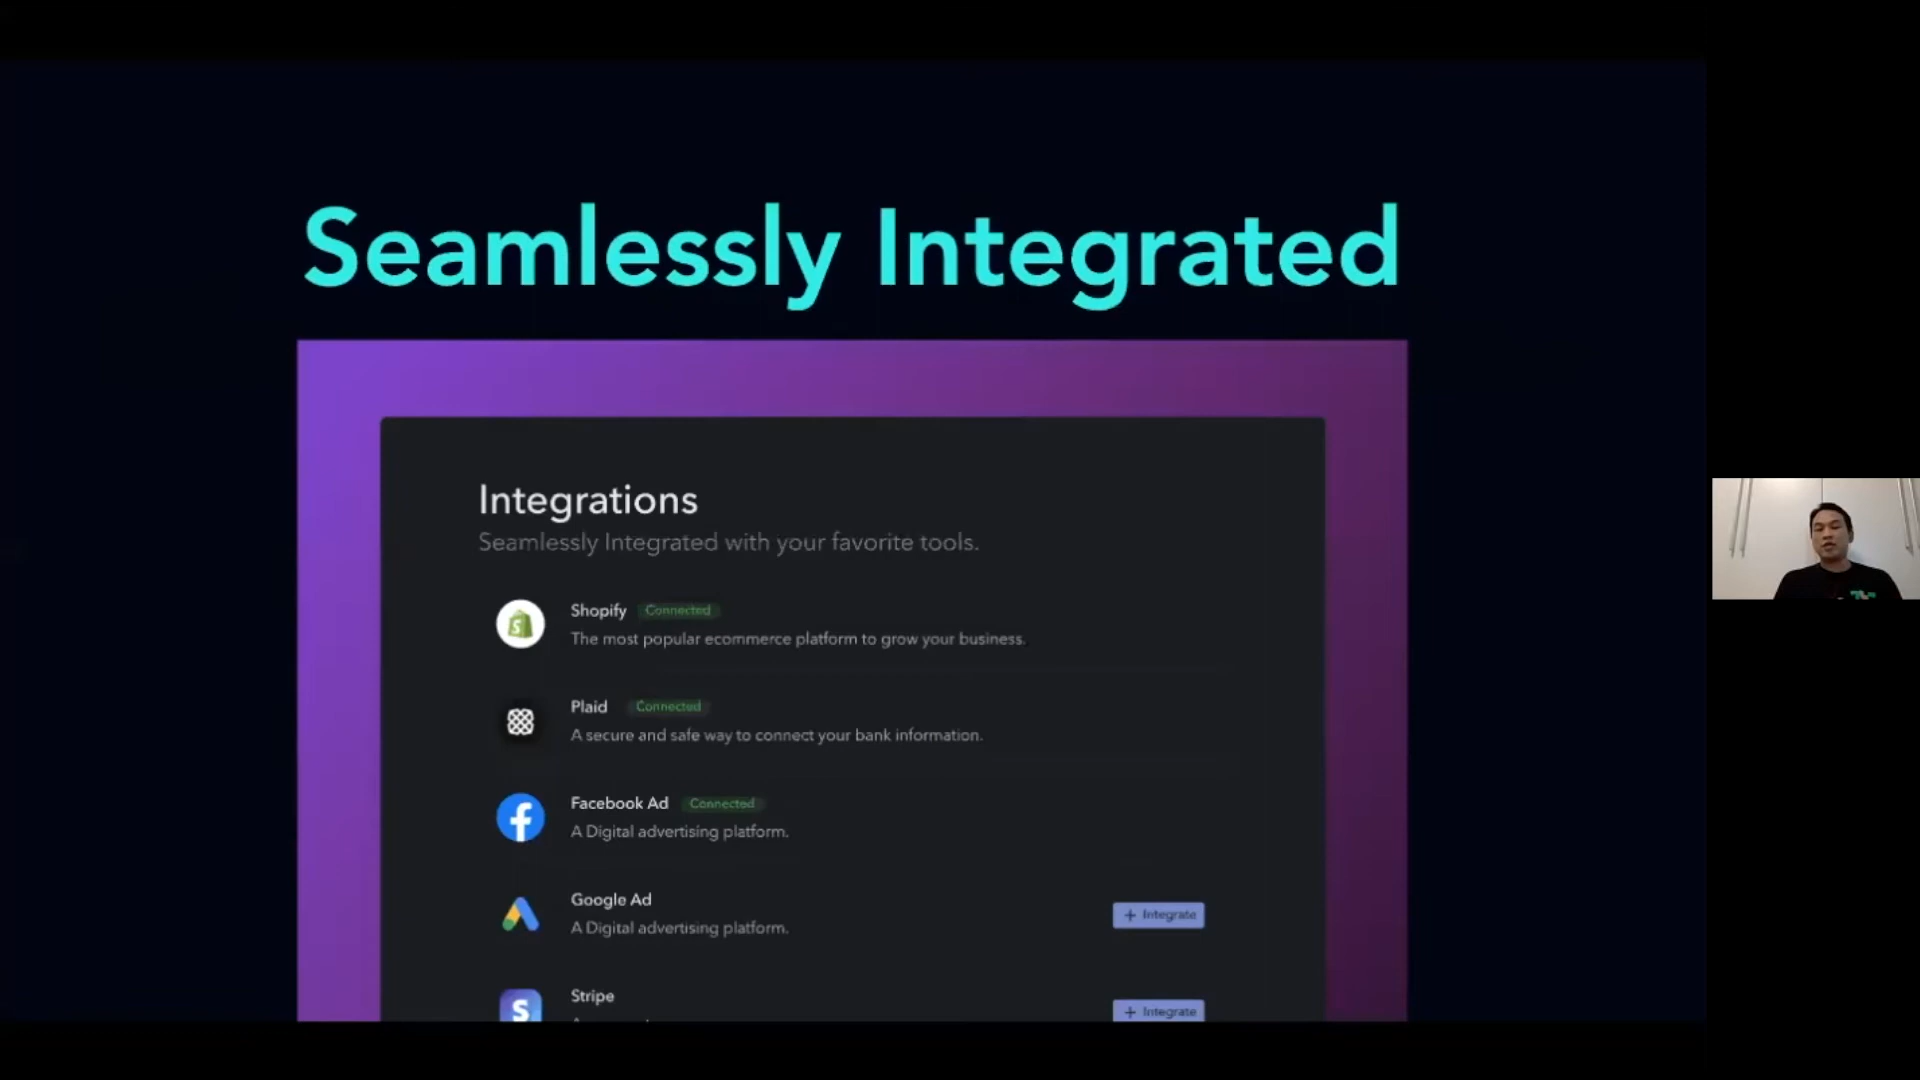 Seamlessly Integrated
Integrations
Seamlessly Integrated with your favorite tools.
Shopify Connected
The most popular ecommerce platform to grow your business.
Plaid Connected
A secure and safe way to connect your bank information.
Facebook Ad Connected
A Digital advertising platform.
Google Ad
A Digital advertising platform.
+ Integrate
Stripe
+ Integrate